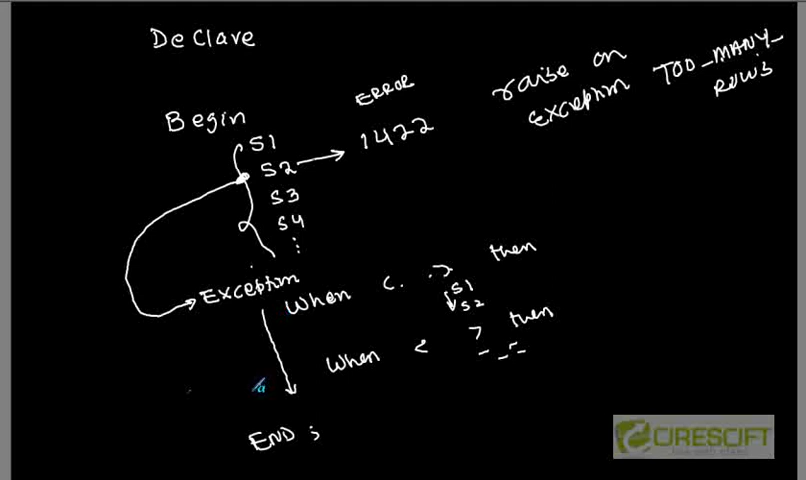 Declare
Begin
S1
S2
S3
S4
ERROR
1422
raise on
exception TOO_MANY_
ROWS
Exception
When < . > then
S1
S2
When < > then
END ;
CIRESCIFT